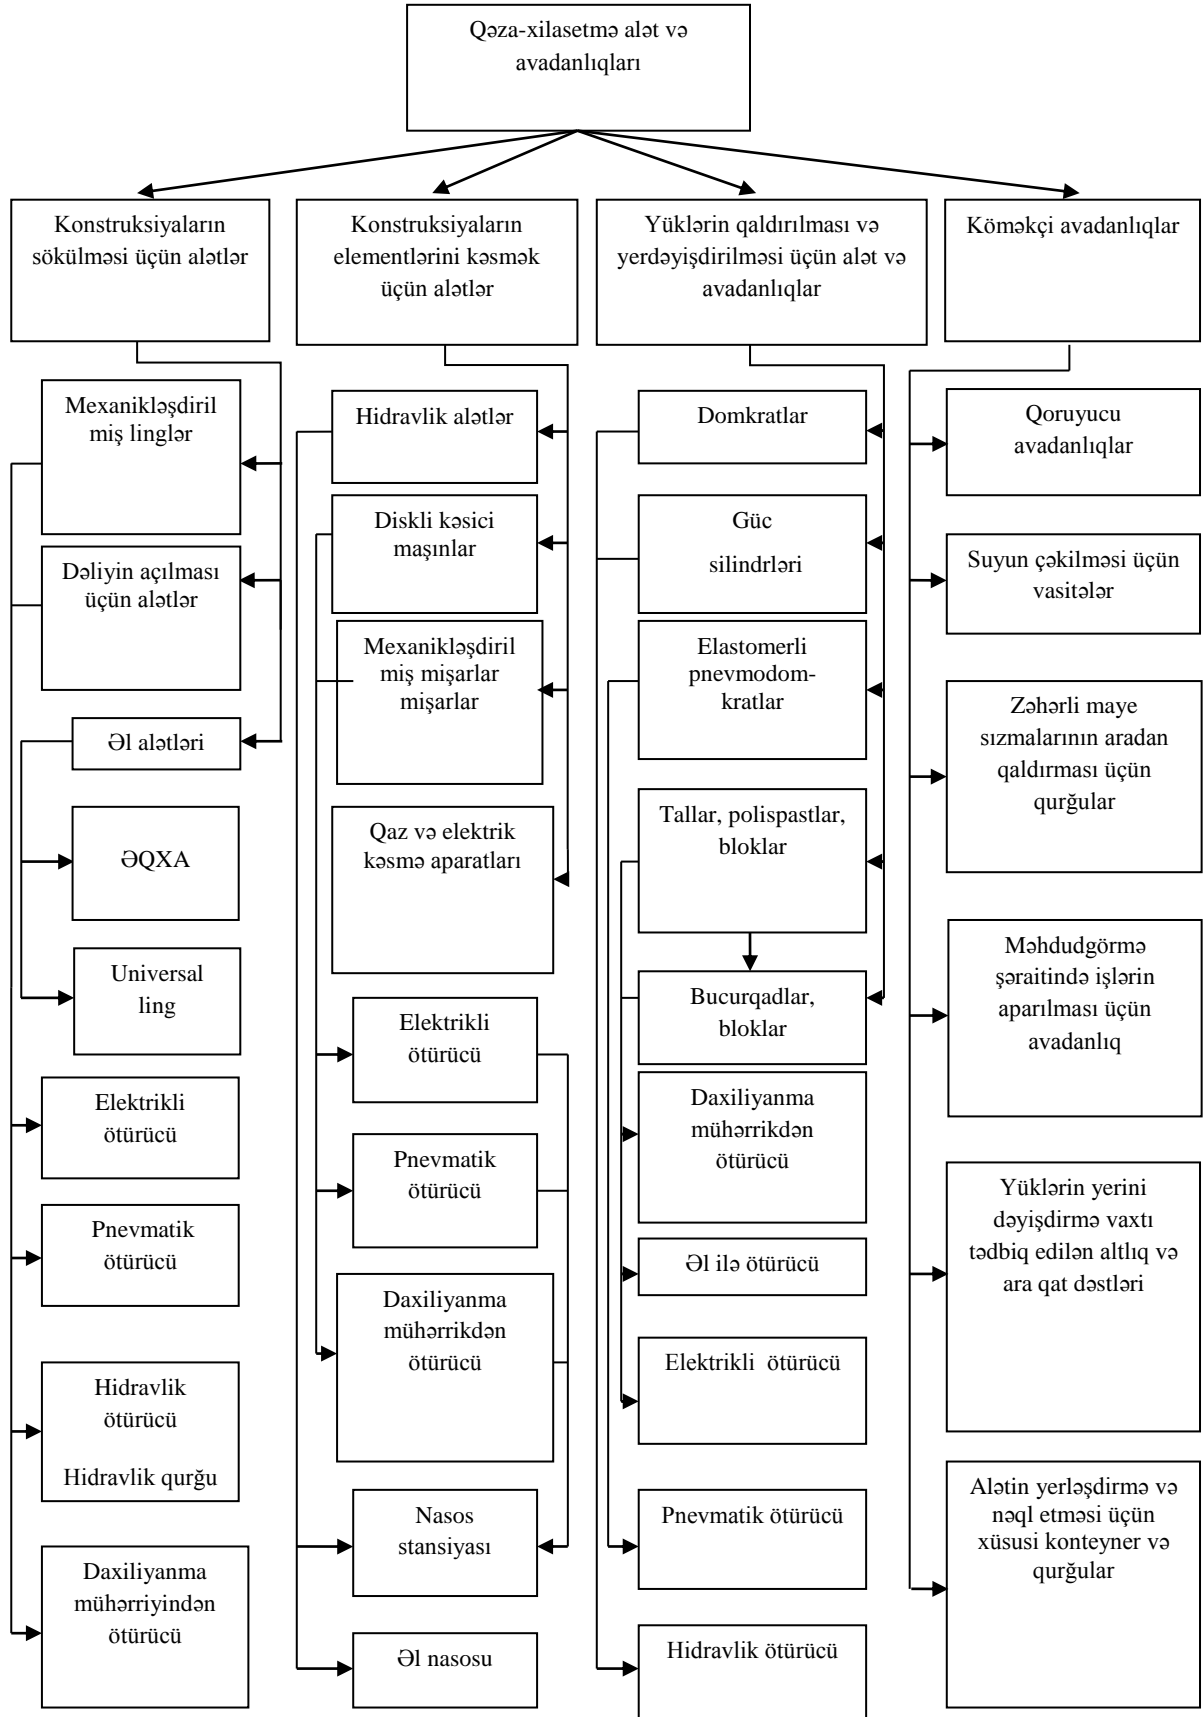 Qəza-xilasetmə alət və
avadanlıqları
Konstruksiyaların
sökülməsi üçün alətlər
Mexanikləşdiril
miş linglər
Dəliyin açılması
üçün alətlər
Əl alətləri
ƏQXA
Universal
ling
Elektrikli
ötürücü
Pnevmatik
ötürücü
Hidravlik
ötürücü
Hidravlik qurğu
Daxiliyanma
mühərriyindən
ötürücü
Konstruksiyaların
elementlərini kəsmək
üçün alətlər
Hidravlik alətlər
Diskli kəsici
maşınlar
Mexanikləşdiril
miş mişarlar
mişarlar
Qaz və elektrik
kəsmə aparatları
Elektrikli
ötürücü
Pnevmatik
ötürücü
Daxiliyanma
mühərrikdən
ötürücü
Nasos
stansiyası
Əl nasosu
Yüklərin qaldırılması və
yerdəyişdirilməsi üçün alət və
avadanlıqlar
Domkratlar
Güc
silindrləri
Elastomerli
pnevmodom-
kratlar
Tallar, polispastlar,
bloklar
Bucurqadlar,
bloklar
Daxiliyanma
mühərrikdən
ötürücü
Əl ilə ötürücü
Elektrikli ötürücü
Pnevmatik ötürücü
Hidravlik ötürücü
Köməkçi avadanlıqlar
Qoruyucu
avadanlıqlar
Suyun çəkilməsi üçün
vasitələr
Zəhərli maye
sızmalarının aradan
qaldırması üçün
qurğular
Məhdudgörmə
şəraitində işlərin
aparılması üçün
avadanlıq
Yüklərin yerini
dəyişdirmə vaxtı
tədbiq edilən altlıq və
ara qat dəstləri
Alətin yerləşdirmə və
nəql etməsi üçün
xüsusi konteyner və
qurğular